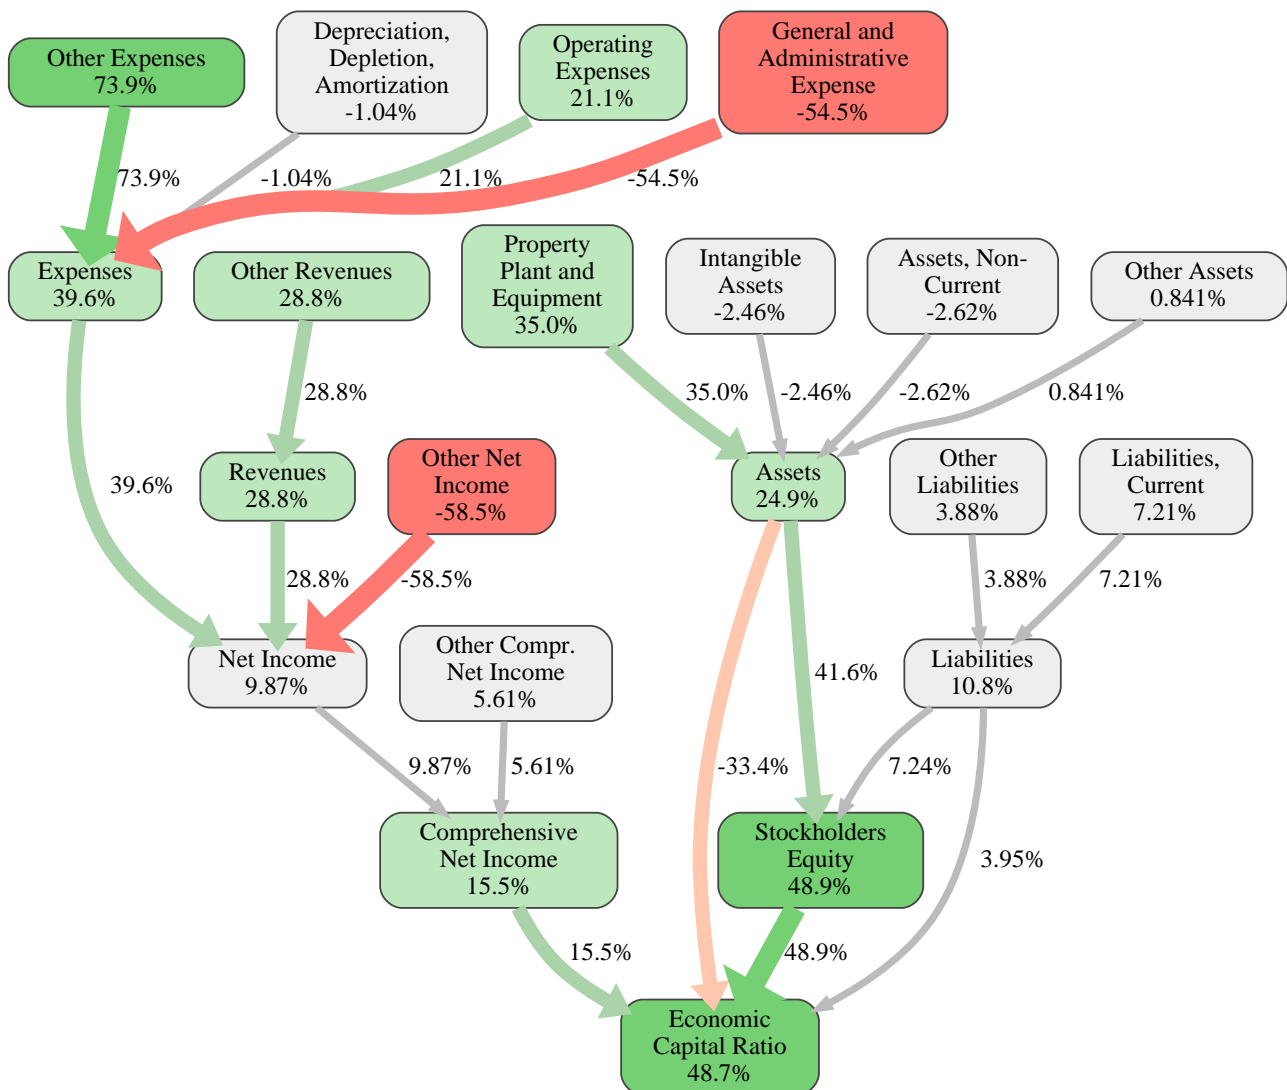 Other Expenses
73.9%
Depreciation,
Depletion,
Amortization
-1.04%
Operating
Expenses
21.1%
General and
Administrative
Expense
-54.5%
73.9%
-1.04%
21.1%
-54.5%
Expenses
39.6%
Other Revenues
28.8%
Property
Plant and
Equipment
35.0%
Intangible
Assets
-2.46%
Assets, Non-
Current
-2.62%
Other Assets
0.841%
28.8%
35.0%
-2.46%
-2.62%
0.841%
39.6%
Revenues
28.8%
Other Net
Income
-58.5%
Assets
24.9%
Other
Liabilities
3.88%
Liabilities,
Current
7.21%
28.8%
-58.5%
3.88%
7.21%
Net Income
9.87%
Other Compr.
Net Income
5.61%
41.6%
Liabilities
10.8%
9.87%
5.61%
-33.4%
7.24%
Comprehensive
Net Income
15.5%
Stockholders
Equity
48.9%
3.95%
15.5%
48.9%
Economic
Capital Ratio
48.7%